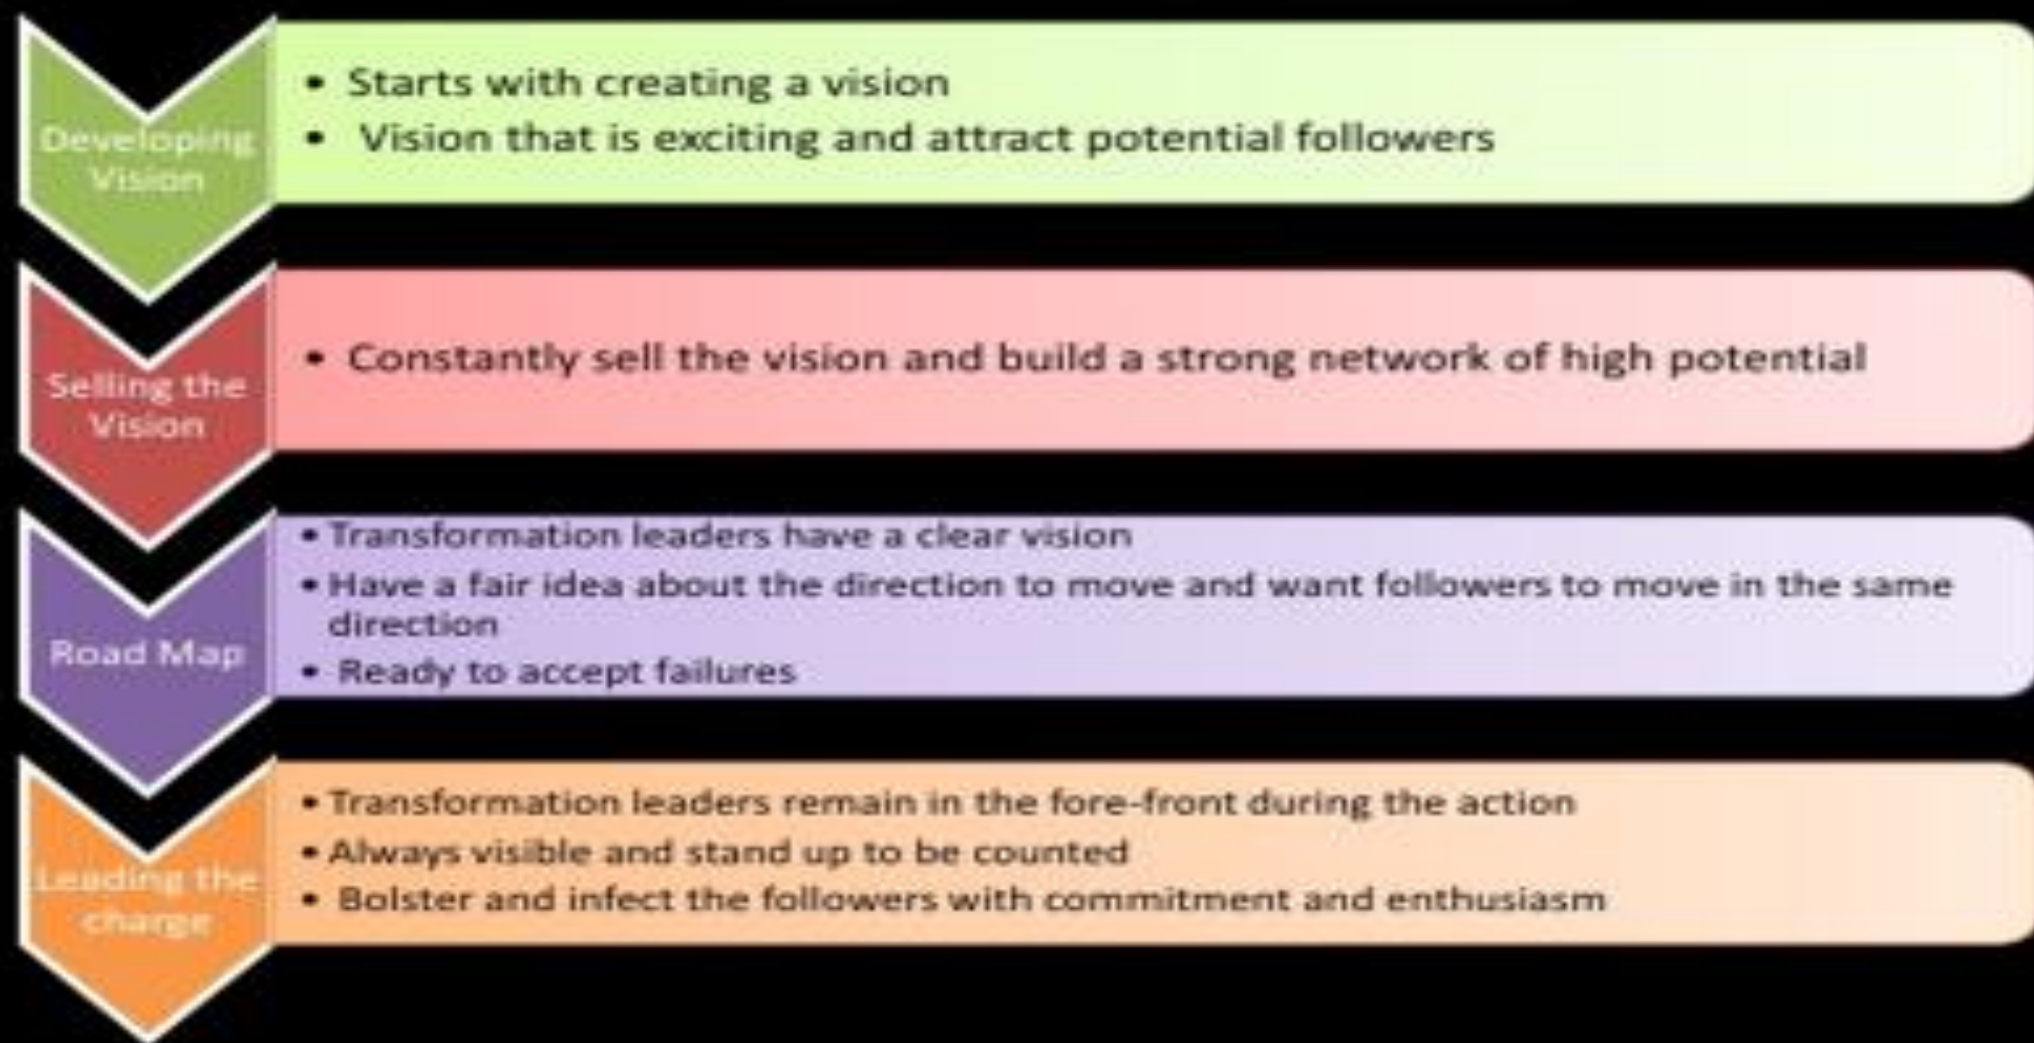 Developing
Vision
• Starts with creating a vision
• Vision that is exciting and attract potential followers
Selling the
Vision
• Constantly sell the vision and build a strong network of high potential
Road Map
• Transformation leaders have a clear vision
• Have a fair idea about the direction to move and want followers to move in the same
direction
• Ready to accept failures
Leading the
charge
• Transformation leaders remain in the fore-front during the action
• Always visible and stand up to be counted
• Bolster and infect the followers with commitment and enthusiasm